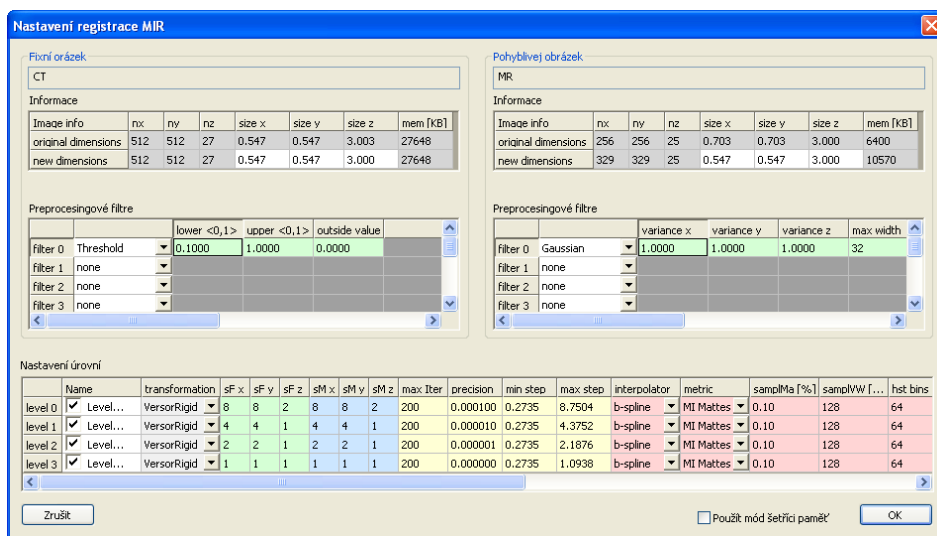 Nastavení registrace MIR
Fixní orázek
CT
Informace
Image info nx ny nz size x size y size z mem [KB]
original dimensions 512 512 27 0.547 0.547 3.003 27648
new dimensions 512 512 27 0.547 0.547 3.000 27648
Preprocesingové filtre
lower <0,1> upper <0,1> outside value
filter 0 Threshold 0.1000 1.0000 0.0000
filter 1 none
filter 2 none
filter 3 none
Pohyblivej obrázek
MR
Informace
Image info nx ny nz size x size y size z mem [KB]
original dimensions 256 256 25 0.703 0.703 3.000 6400
new dimensions 329 329 25 0.547 0.547 3.000 10570
Preprocesingové filtre
variance x variance y variance z max width
filter 0 Gaussian 1.0000 1.0000 1.0000 32
filter 1 none
filter 2 none
filter 3 none
Nastavení úrovní
Name transformation sF x sF y sF z sM x sM y sM z max Iter precision min step max step interpolator metric samplMa [%] samplVW [... hst bins
level 0 Level... VersorRigid 8 8 2 8 8 2 200 0.000100 0.2735 8.7504 b-spline MI Mattes 0.10 128 64
level 1 Level... VersorRigid 4 4 1 4 4 1 200 0.000010 0.2735 4.3752 b-spline MI Mattes 0.10 128 64
level 2 Level... VersorRigid 2 2 1 2 2 1 200 0.000001 0.2735 2.1876 b-spline MI Mattes 0.10 128 64
level 3 Level... VersorRigid 1 1 1 1 1 1 200 0.000000 0.2735 1.0938 b-spline MI Mattes 0.10 128 64
Zrušit
Použít mód šetříci paměť
OK